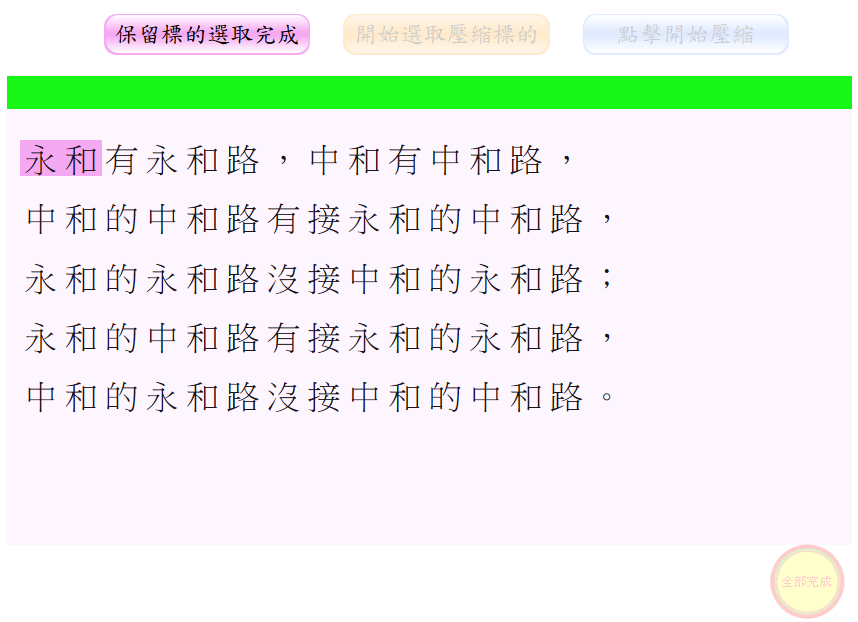 保留標的選取完成 開始選取壓縮標的 點擊開始壓縮
永和有永和路，中和有中和路，
中和的中和路有接永和的中和路，
永和的永和路沒接中和的永和路；
永和的中和路有接永和的永和路，
中和的永和路沒接中和的中和路。
全部完成